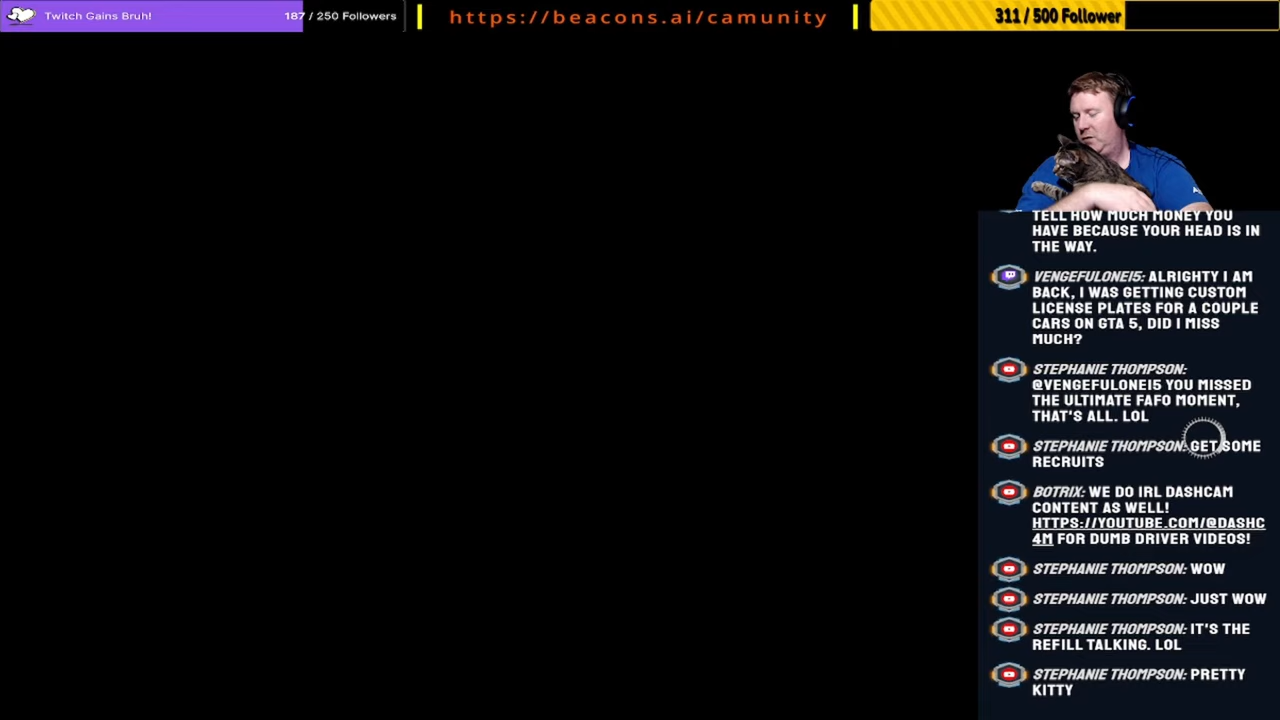 Twitch Gains Bruh!
187 / 250 Followers
https://beacons.ai/camunity
311 / 500 Follower
TELL HOW MUCH MONEY YOU
HAVE BECAUSE YOUR HEAD IS IN
THE WAY.
VENGEFULONE15: ALRIGHTY I AM
BACK, I WAS GETTING CUSTOM
LICENSE PLATES FOR A COUPLE
CARS ON GTA 5, DID I MISS
MUCH?
STEPHANIE THOMPSON:
@VENGEFULONE15 YOU MISSED
THE ULTIMATE FAFO MOMENT,
THAT'S ALL. LOL
STEPHANIE THOMPSON: GET SOME
RECRUITS
BOTRIX: WE DO IRL DASHCAM
CONTENT AS WELL!
HTTPS://YOUTUBE.COM/@DASHC
4M FOR DUMB DRIVER VIDEOS!
STEPHANIE THOMPSON: WOW
STEPHANIE THOMPSON: JUST WOW
STEPHANIE THOMPSON: IT'S THE
REFILL TALKING. LOL
STEPHANIE THOMPSON: PRETTY
KITTY